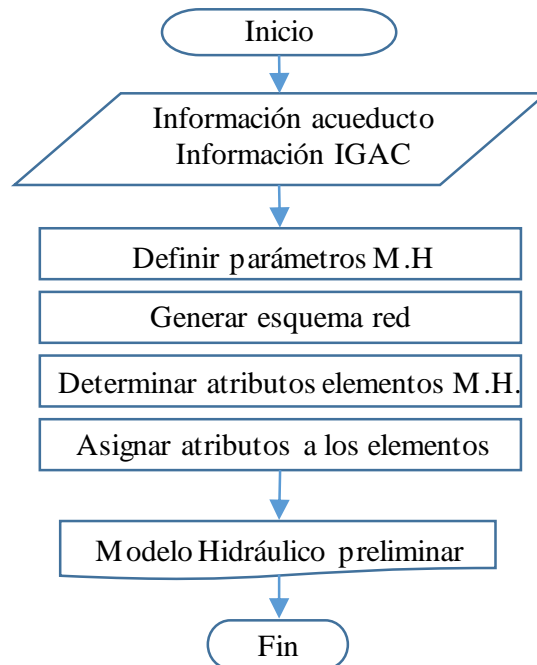 Inicio
Información acueducto
Información IGAC
Definir parámetros M.H
Generar esquema red
Determinar atributos elementos M.H.
Asignar atributos a los elementos
Modelo Hidráulico preliminar
Fin